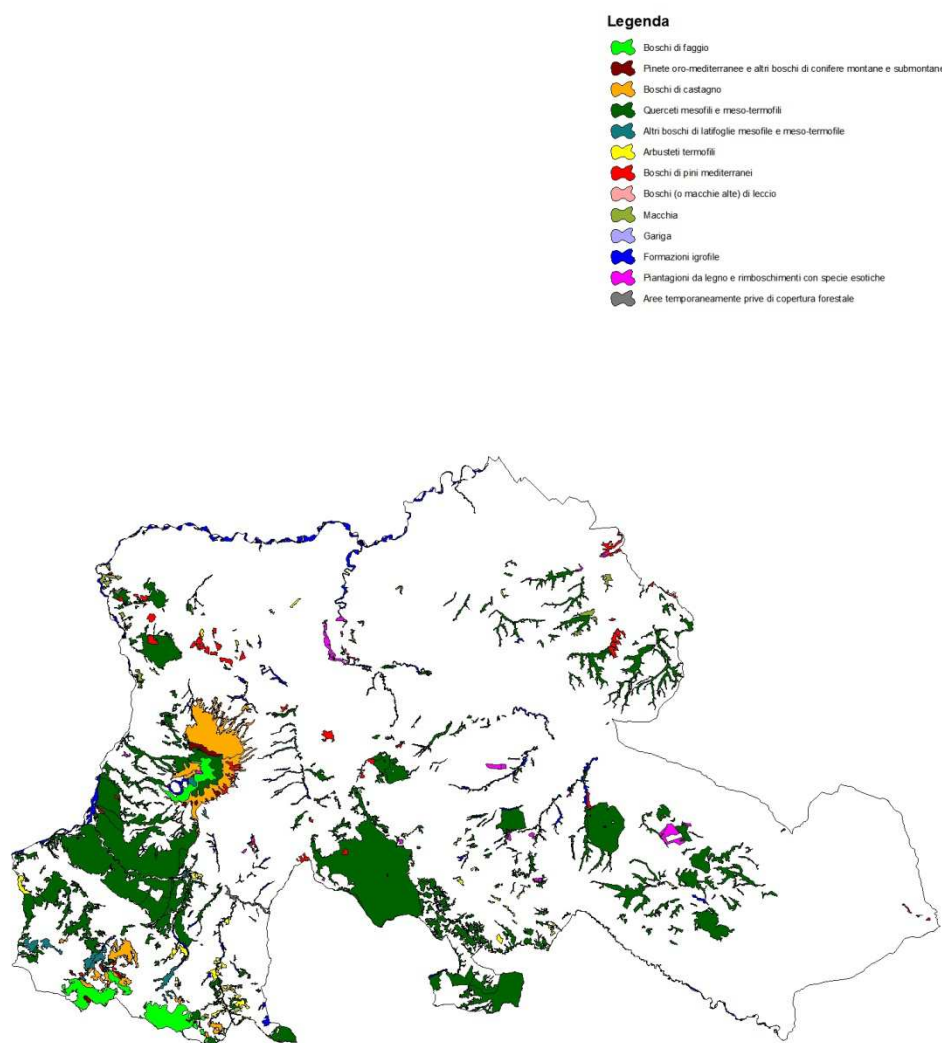 Legenda
Boschi di faggio
Pinete oro-mediterranee e altri boschi di conifere montane e submontane
Boschi di castagno
Querceti mesofili e meso-termofili
Altri boschi di latifoglie mesofile e meso-termofile
Arbusteti termofili
Boschi di pini mediterranei
Boschi (o macchie alte) di leccio
Macchia
Gariga
Formazioni igrofile
Piantagioni da legno e rimboschimenti con specie esotiche
Aree temporaneamente prive di copertura forestale